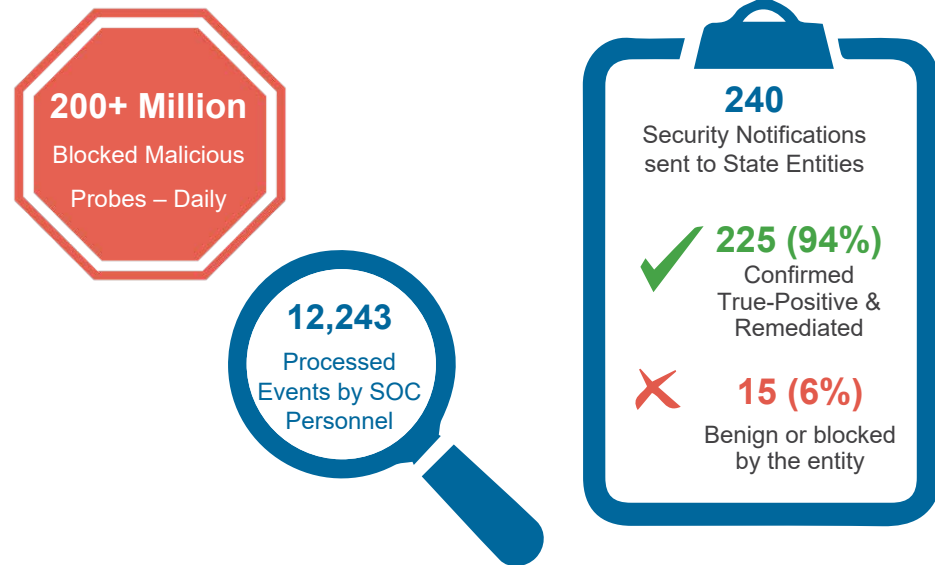 200+ Million
Blocked Malicious
Probes – Daily
12,243
Processed
Events by SOC
Personnel
240
Security Notifications
sent to State Entities
225 (94%)
Confirmed
True-Positive &
Remediated
15 (6%)
Benign or blocked
by the entity